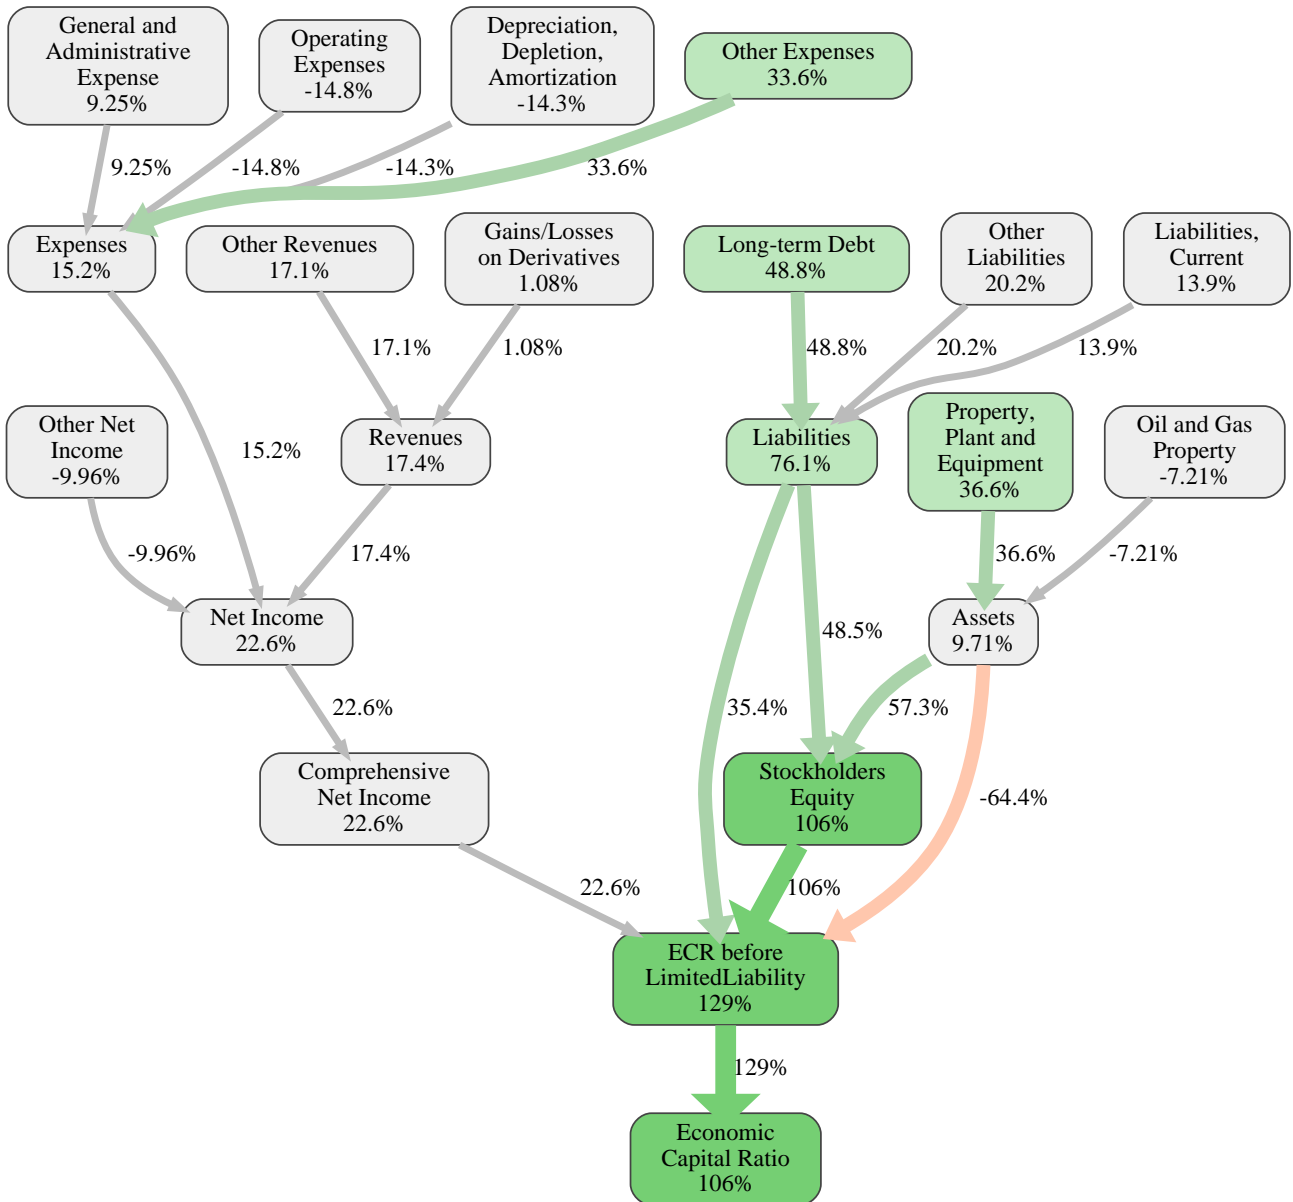 General and
Administrative
Expense
9.25%
Operating
Expenses
-14.8%
Depreciation,
Depletion,
Amortization
-14.3%
Other Expenses
33.6%
9.25%
-14.8%
-14.3%
33.6%
Expenses
15.2%
Other Revenues
17.1%
Gains/Losses
on Derivatives
1.08%
Long-term Debt
48.8%
Other
Liabilities
20.2%
Liabilities,
Current
13.9%
17.1%
1.08%
48.8%
20.2%
13.9%
Other Net
Income
-9.96%
15.2%
Revenues
17.4%
Liabilities
76.1%
Property,
Plant and
Equipment
36.6%
Oil and Gas
Property
-7.21%
-9.96%
17.4%
36.6%
-7.21%
Net Income
22.6%
48.5%
Assets
9.71%
22.6%
35.4%
57.3%
Comprehensive
Net Income
22.6%
Stockholders
Equity
106%
-64.4%
22.6%
106%
ECR before
LimitedLiability
129%
129%
Economic
Capital Ratio
106%